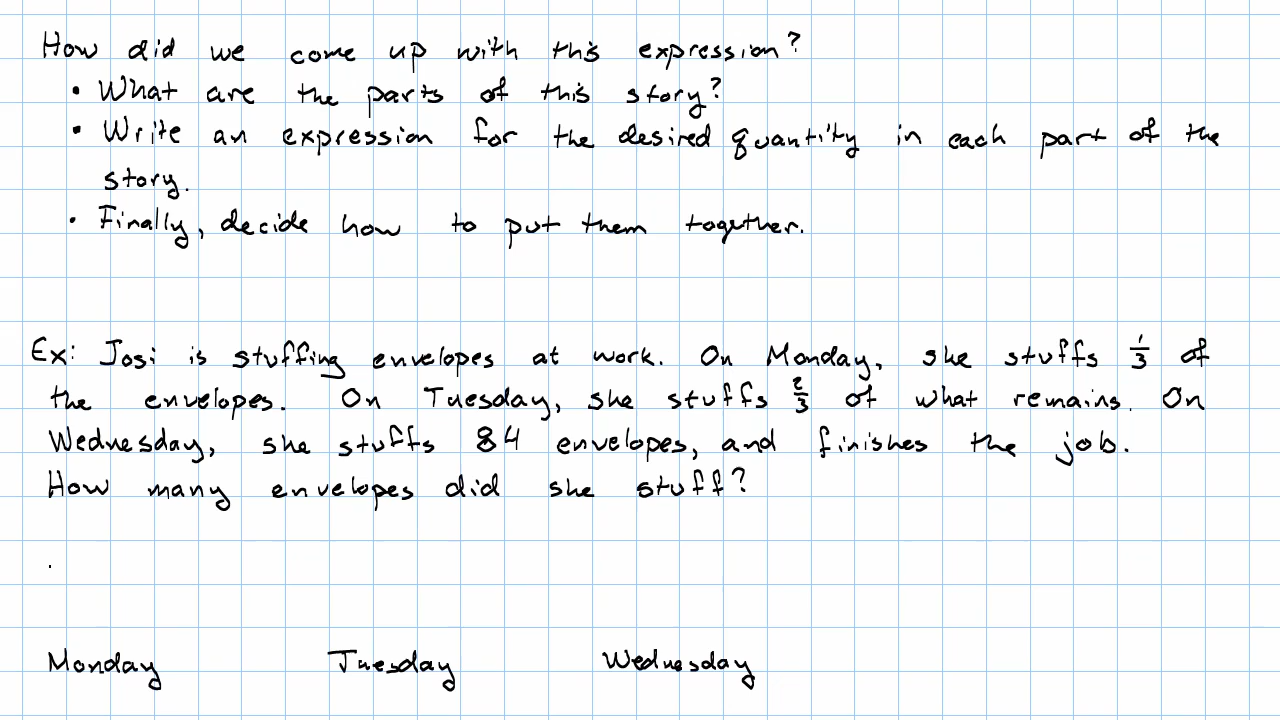 How did we come up with this expression?
• What are the parts of this story?
• Write an expression for the desired quantity in each part of the
story.
• Finally, decide how to put them together.
Ex: Josi is stuffing envelopes at work. On Monday, she stuffs 1/3 of
the envelopes. On Tuesday, she stuffs 2/3 of what remains. On
Wednesday, she stuffs 84 envelopes, and finishes the job.
How many envelopes did she stuff?
Monday Tuesday Wednesday